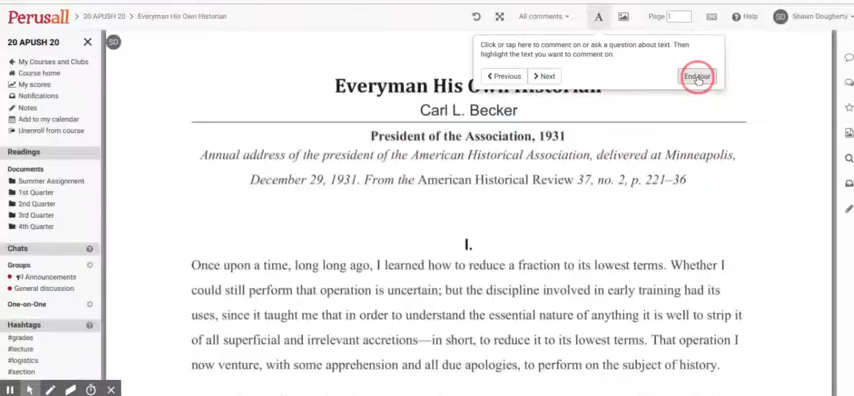 Perusall
> 20 APUSH 20 > Everyman His Own Historian
All comments
A
Page 1
Help
SD Shawn Dougherty
20 APUSH 20
SD
My Courses and Clubs
Course home
My scores
Notifications
Notes
Add to my calendar
Unenroll from course
Readings
Documents
Summer Assignment
1st Quarter
2nd Quarter
3rd Quarter
4th Quarter
Chats
Groups
Announcements
General discussion
One-on-One
Hashtags
#grades
#lecture
#logistics
#section
Click or tap here to comment on or ask a question about text. Then
highlight the text you want to comment on.
Previous
Next
End tour
Everyman His Own Historian
Carl L. Becker
President of the Association, 1931
Annual address of the president of the American Historical Association, delivered at Minneapolis,
December 29, 1931. From the American Historical Review 37, no. 2, p. 221–36
I.
Once upon a time, long long ago, I learned how to reduce a fraction to its lowest terms. Whether I
could still perform that operation is uncertain; but the discipline involved in early training had its
uses, since it taught me that in order to understand the essential nature of anything it is well to strip it
of all superficial and irrelevant accretions—in short, to reduce it to its lowest terms. That operation I
now venture, with some apprehension and all due apologies, to perform on the subject of history.